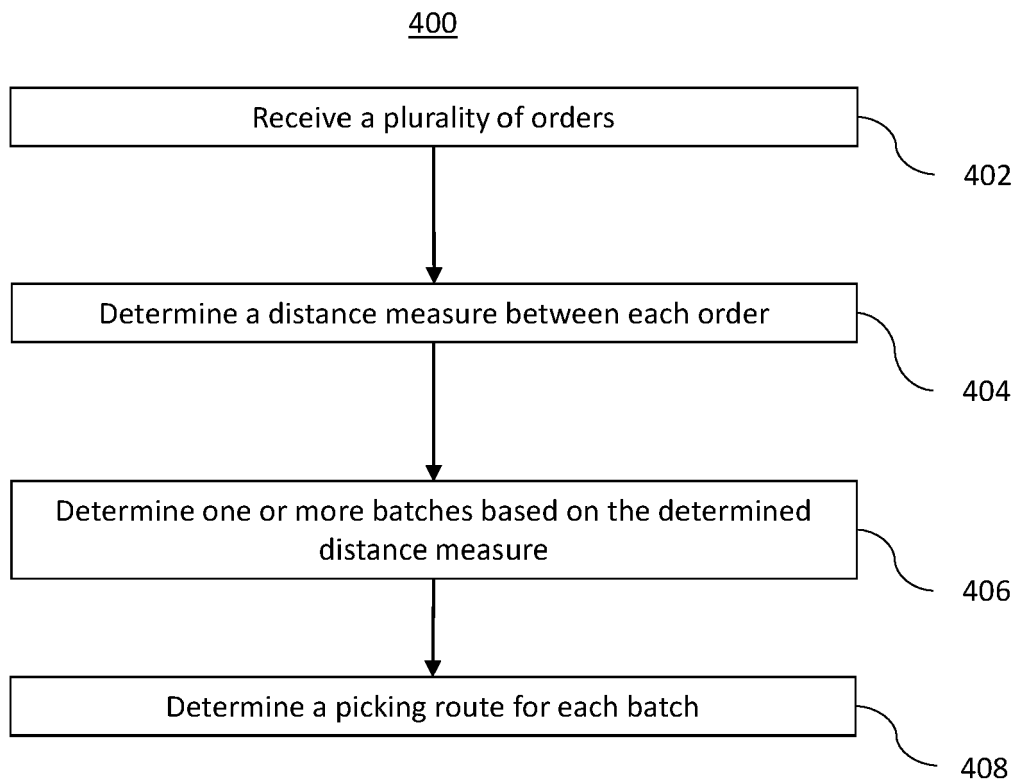 400
Receive a plurality of orders
402
Determine a distance measure between each order
404
Determine one or more batches based on the determined
distance measure
406
Determine a picking route for each batch
408